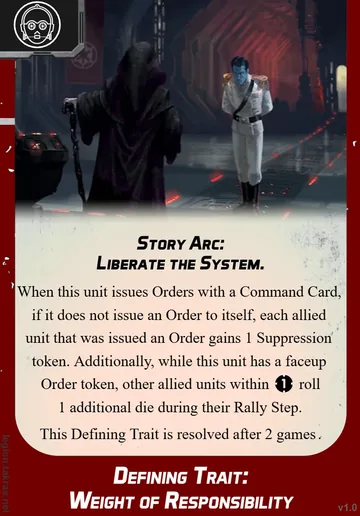 STORY ARC:
LIBERATE THE SYSTEM.
When this unit issues Orders with a Command Card,
if it does not issue an Order to itself, each allied
unit that was issued an Order gains 1 Suppression
token. Additionally, while this unit has a faceup
Order token, other allied units within 1 roll
1 additional die during their Rally Step.
This Defining Trait is resolved after 2 games.
DEFINING TRAIT:
WEIGHT OF RESPONSIBILITY
v1.0